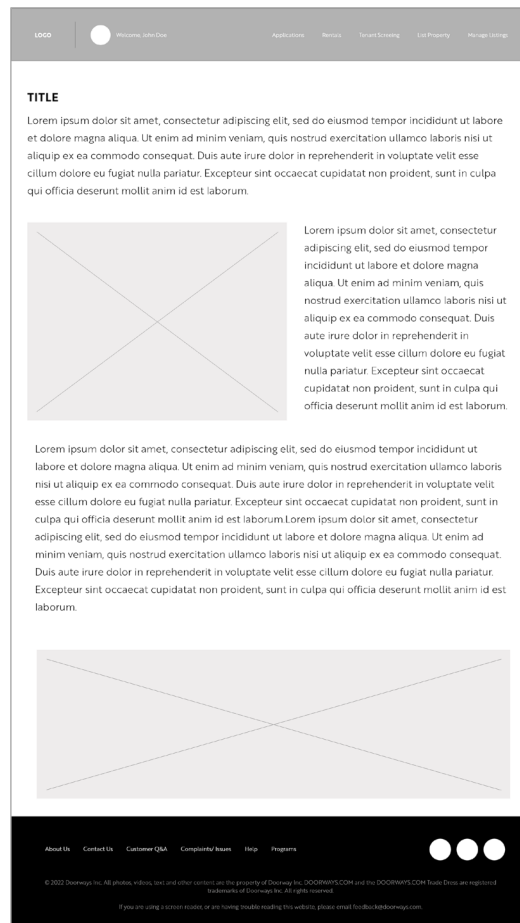 LOGO
Welcome, John Doe
Applications Rentals Tenant Screening List Property Manage Listings
TITLE
Lorem ipsum dolor sit amet, consectetur adipiscing elit, sed do eiusmod tempor incididunt ut labore
et dolore magna aliqua. Ut enim ad minim veniam, quis nostrud exercitation ullamco laboris nisi ut
aliquip ex ea commodo consequat. Duis aute irure dolor in reprehenderit in voluptate velit esse
cillum dolore eu fugiat nulla pariatur. Excepteur sint occaecat cupidatat non proident, sunt in culpa
qui officia deserunt mollit anim id est laborum.
Lorem ipsum dolor sit amet, consectetur
adipiscing elit, sed do eiusmod tempor
incididunt ut labore et dolore magna
aliqua. Ut enim ad minim veniam, quis
nostrud exercitation ullamco laboris nisi ut
aliquip ex ea commodo consequat. Duis
aute irure dolor in reprehenderit in
voluptate velit esse cillum dolore eu fugiat
nulla pariatur. Excepteur sint occaecat
cupidatat non proident, sunt in culpa qui
officia deserunt mollit anim id est laborum.
Lorem ipsum dolor sit amet, consectetur adipiscing elit, sed do eiusmod tempor incididunt ut
labore et dolore magna aliqua. Ut enim ad minim veniam, quis nostrud exercitation ullamco laboris
nisi ut aliquip ex ea commodo consequat. Duis aute irure dolor in reprehenderit in voluptate velit
esse cillum dolore eu fugiat nulla pariatur. Excepteur sint occaecat cupidatat non proident, sunt in
culpa qui officia deserunt mollit anim id est laborum.Lorem ipsum dolor sit amet, consectetur
adipiscing elit, sed do eiusmod tempor incididunt ut labore et dolore magna aliqua. Ut enim ad
minim veniam, quis nostrud exercitation ullamco laboris nisi ut aliquip ex ea commodo consequat.
Duis aute irure dolor in reprehenderit in voluptate velit esse cillum dolore eu fugiat nulla pariatur.
Excepteur sint occaecat cupidatat non proident, sunt in culpa qui officia deserunt mollit anim id est
laborum.
About Us Contact Us Customer Q&A Complaints/ Issues Help Programs
© 2022 Doorways Inc. All photos, videos, text and other content are the property of Doorway Inc. DOORWAYS.COM and the DOORWAYS.COM Trade Dress are registered
trademarks of Doorways Inc. All rights reserved.
If you are using a screen reader, or are having trouble reading this website, please email feedback@doorways.com.